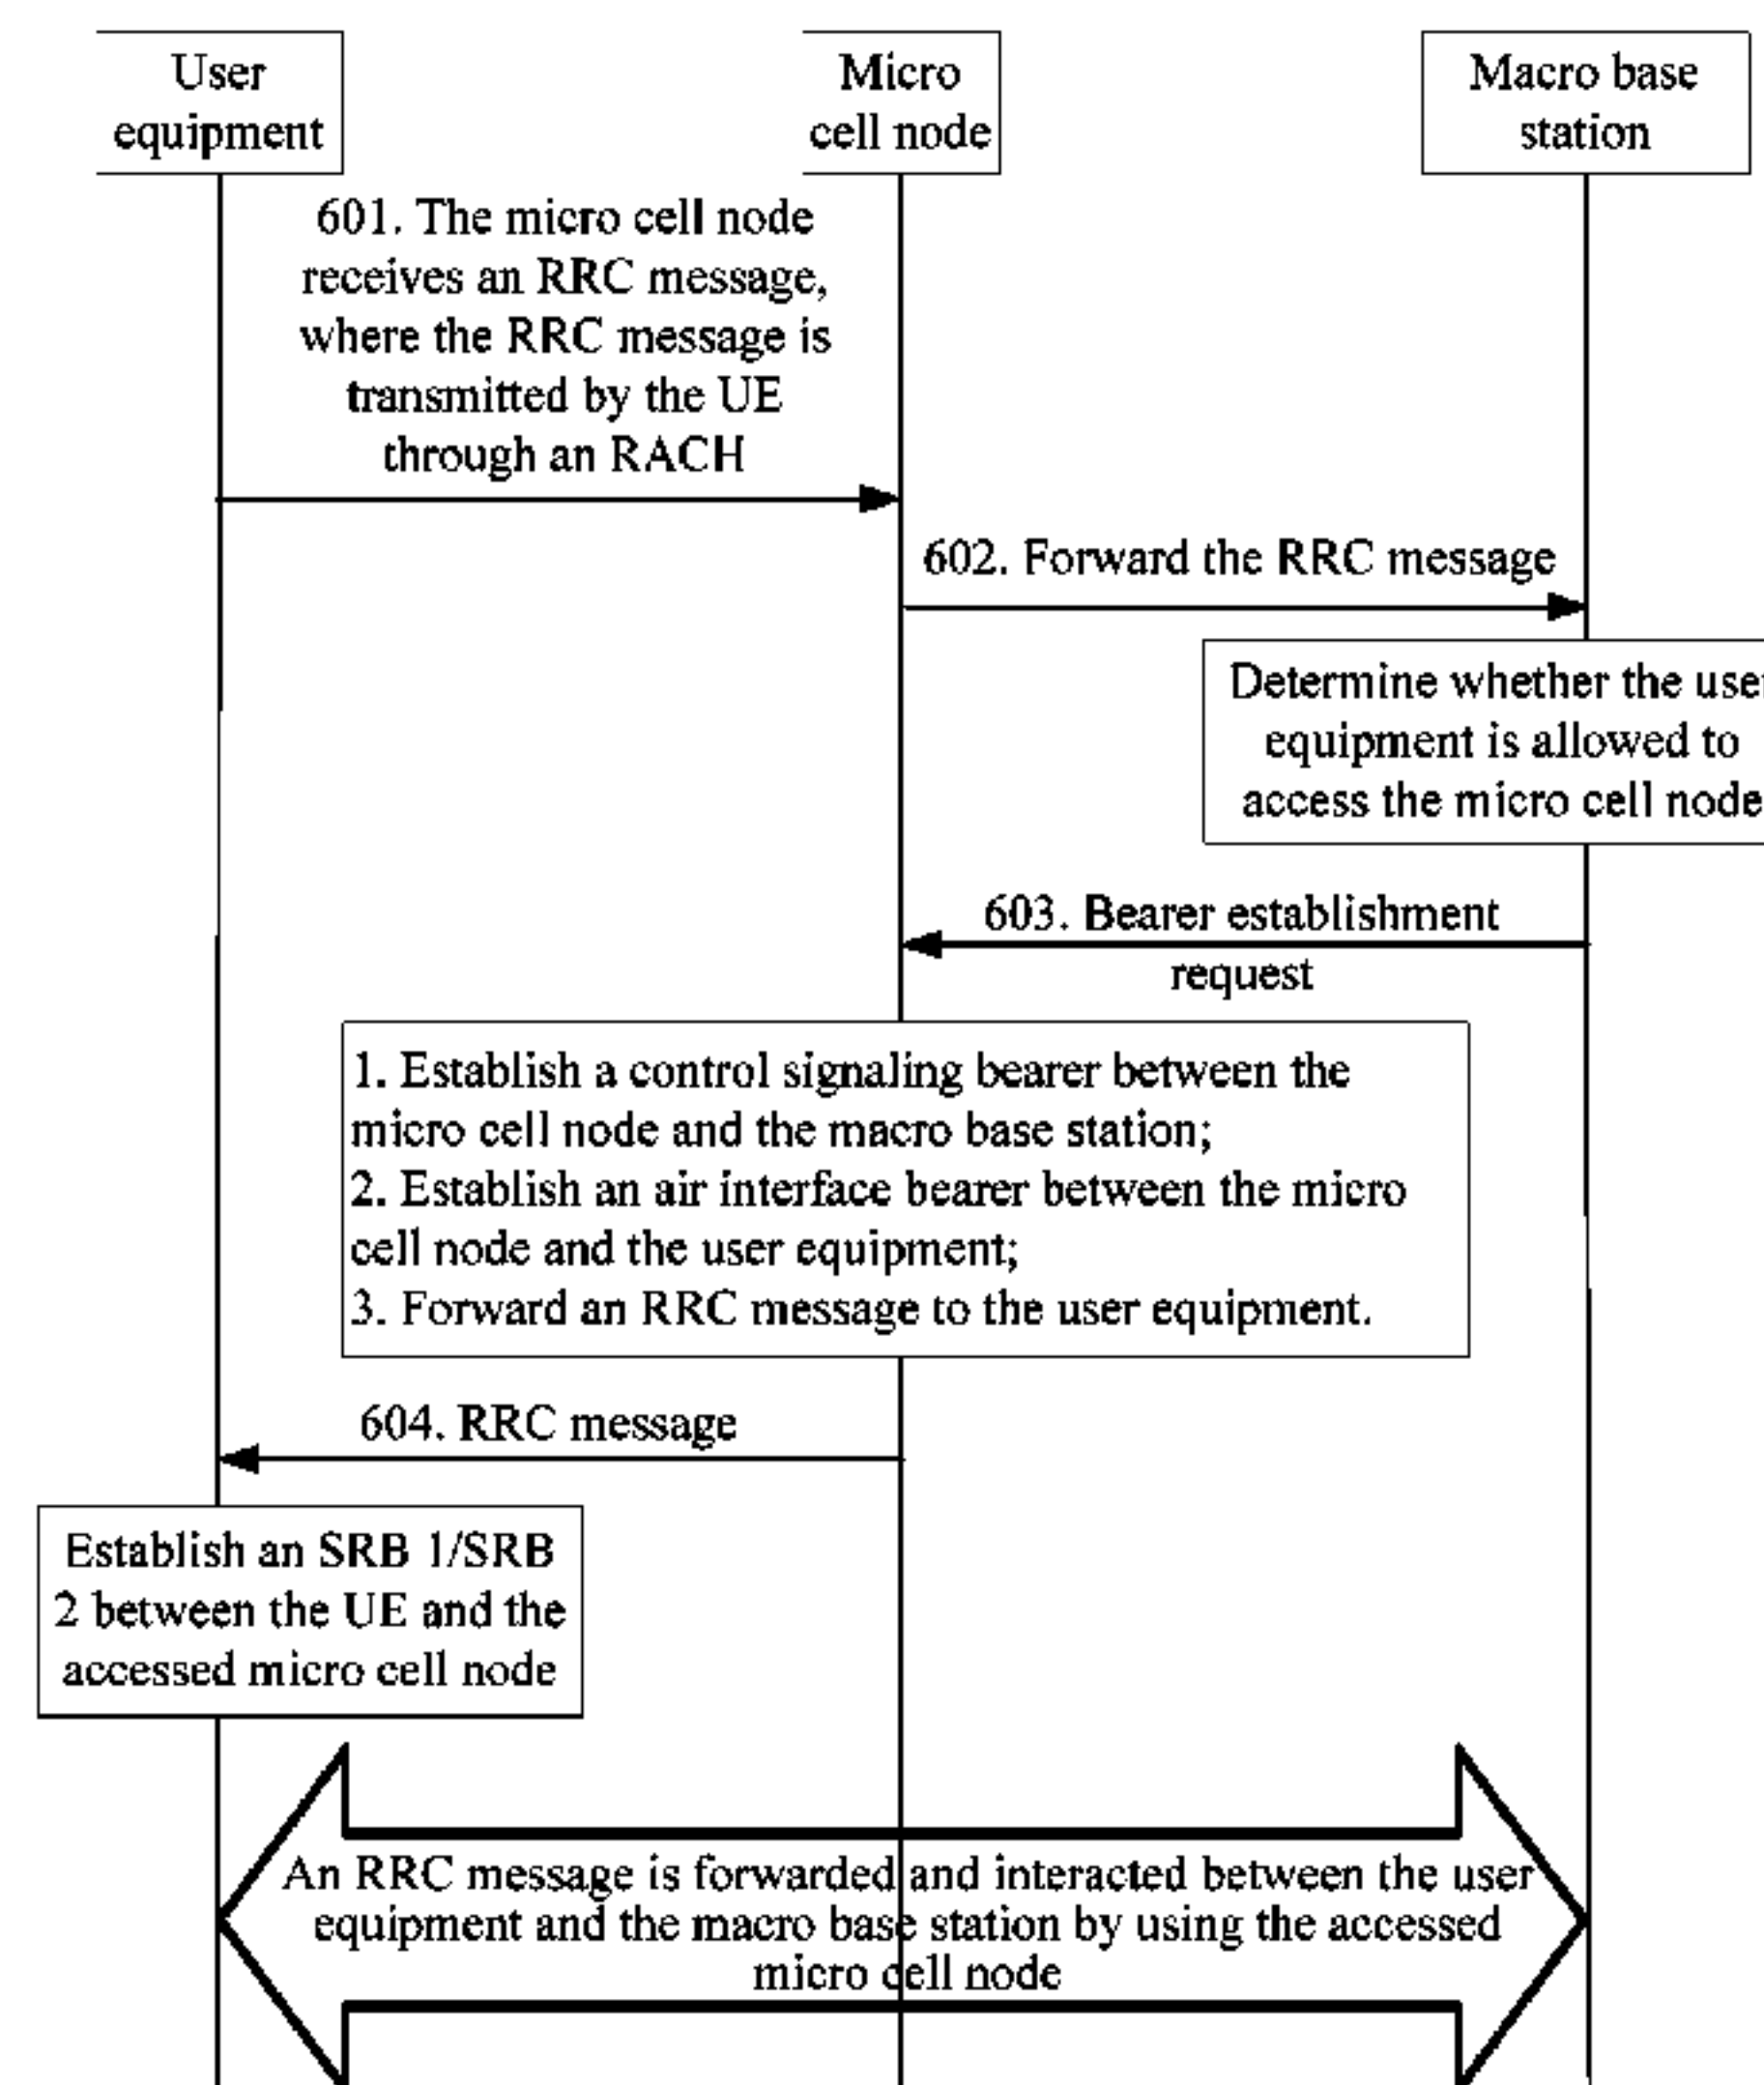 User
equipment
Micro
cell node
Macro base
station
601. The micro cell node
receives an RRC message,
where the RRC message is
transmitted by the UE
through an RACH
602. Forward the RRC message
Determine whether the user
equipment is allowed to
access the micro cell node
603. Bearer establishment
request
1. Establish a control signaling bearer between the
micro cell node and the macro base station;
2. Establish an air interface bearer between the micro
cell node and the user equipment;
3. Forward an RRC message to the user equipment.
604. RRC message
Establish an SRB 1/SRB
2 between the UE and the
accessed micro cell node
An RRC message is forwarded and interacted between the user
equipment and the macro base station by using the accessed
micro cell node